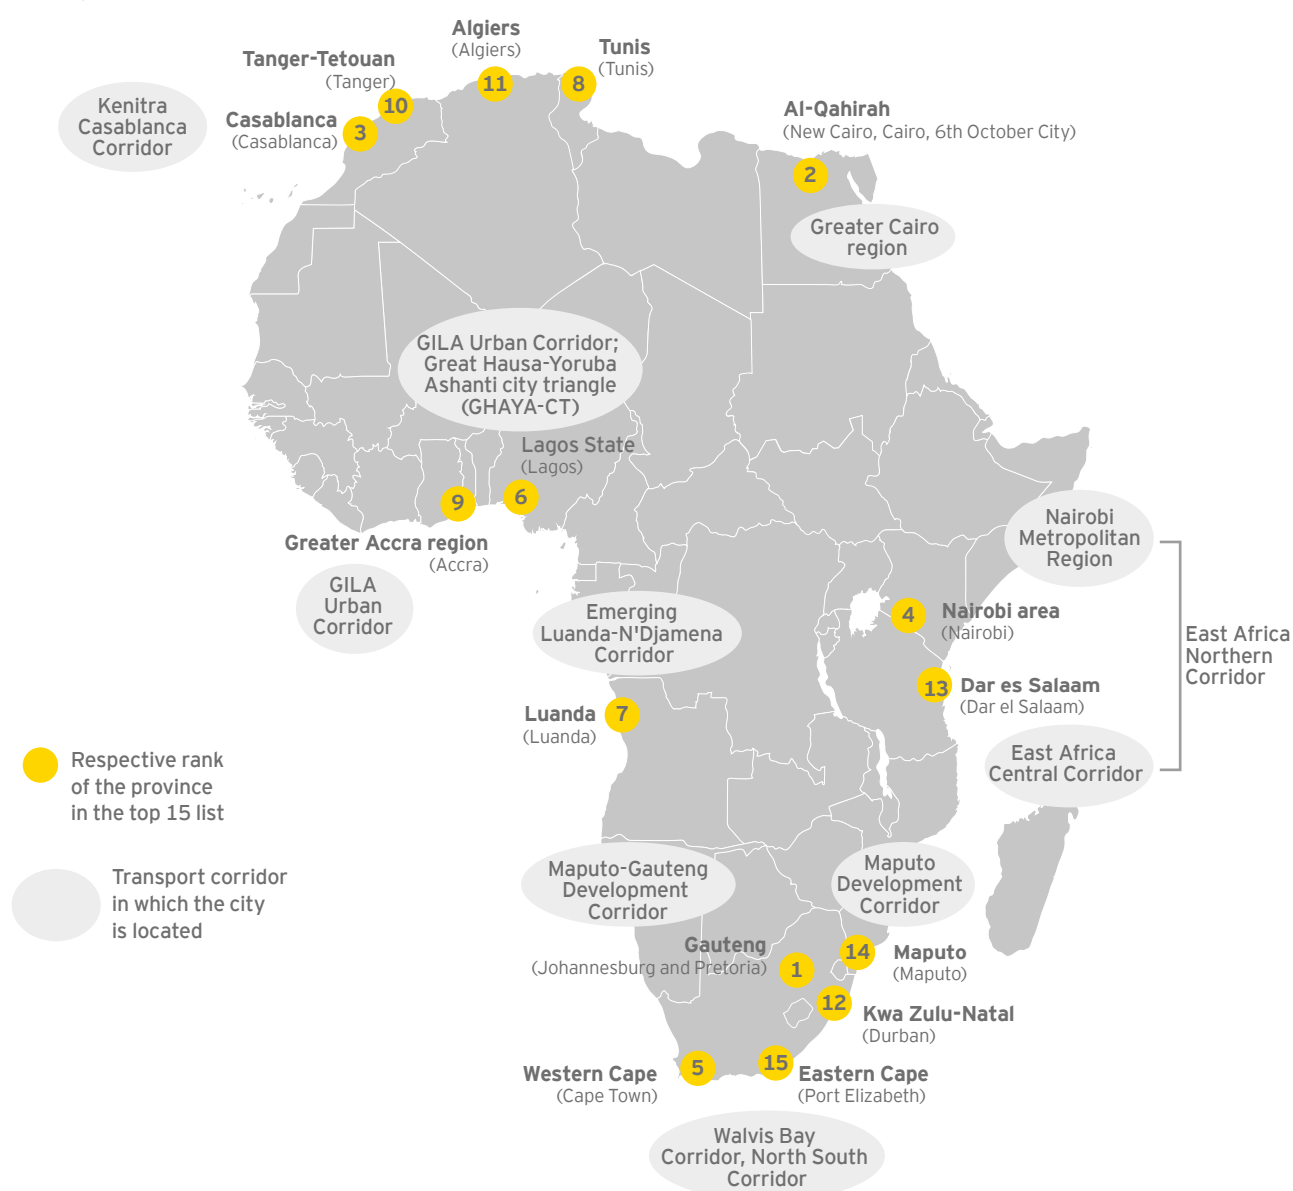 Algiers
(Algiers)
11
Tunis
(Tunis)
8
Tanger-Tetouan
(Tanger)
10
Kenitra
Casablanca
Corridor
Casablanca
(Casablanca)
3
Al-Qahirah
(New Cairo, Cairo, 6th October City)
2
Greater Cairo
region
GILA Urban Corridor;
Great Hausa-Yoruba
Ashanti city triangle
(GHAYA-CT)
Lagos State
(Lagos)
6
9
Greater Accra region
(Accra)
GILA
Urban
Corridor
Nairobi
Metropolitan
Region
Emerging
Luanda-N'Djamena
Corridor
4
Nairobi area
(Nairobi)
East Africa
Northern
Corridor
13
Dar es Salaam
(Dar el Salaam)
Luanda
(Luanda)
7
East Africa
Central Corridor
Respective rank
of the province
in the top 15 list
Transport corridor
in which the city
is located
Maputo-Gauteng
Development
Corridor
Maputo
Development
Corridor
Gauteng
(Johannesburg and Pretoria)
1
14
Maputo
(Maputo)
12
Kwa Zulu-Natal
(Durban)
Western Cape
(Cape Town)
5
15
Eastern Cape
(Port Elizabeth)
Walvis Bay
Corridor, North South
Corridor